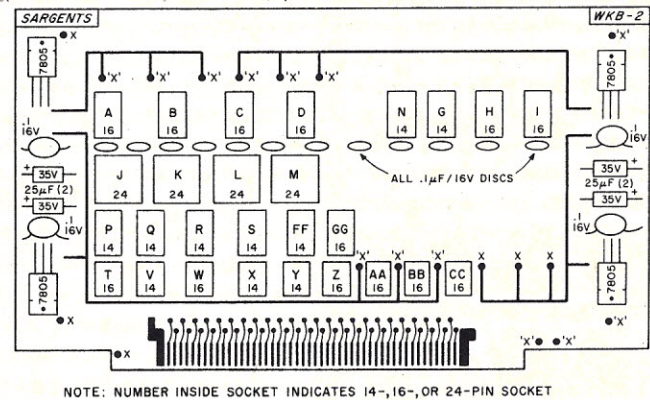 SARGENTS WKB-2
X 'X'
7805 'X' 'X' 'X' 'X' 'X' 'X' 7805
A 16 B 16 C 16 D 16 N 14 G 14 H 16 I 16
.1 16V .1 16V
ALL .1µF/16V DISCS
+ 35V 35V +
25µF (2) 25µF (2)
+ 35V 35V +
J 24 K 24 L 24 M 24
.1 16V .1 16V
P 14 Q 14 R 14 S 14 FF 14 GG 16
'X' 'X' 'X' X X X
7805 T 16 V 14 W 16 X 14 Y 14 Z 16 AA 16 BB 16 CC 16 7805
X 'X'
X 'X' 'X'
NOTE: NUMBER INSIDE SOCKET INDICATES 14-,16-,OR 24-PIN SOCKET